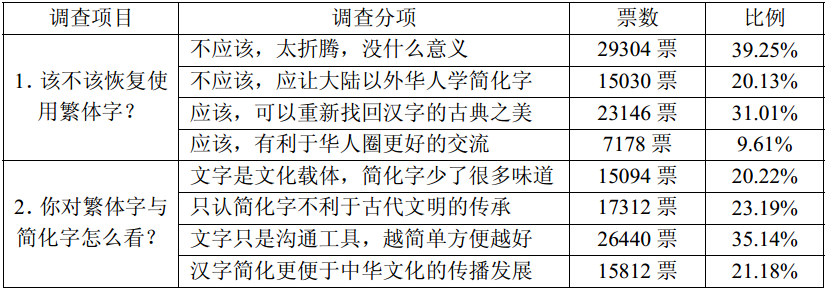 调查项目 调查分项 票数 比例
1．该不该恢复使用繁体字？
不应该，太折腾，没什么意义 29304 票 39.25%
不应该，应让大陆以外华人学简化字 15030 票 20.13%
应该，可以重新找回汉字的古典之美 23146 票 31.01%
应该，有利于华人圈更好的交流 7178 票 9.61%
2．你对繁体字与简化字怎么看？
文字是文化载体，简化字少了很多味道 15094 票 20.22%
只认简化字不利于古代文明的传承 17312 票 23.19%
文字只是沟通工具，越简单方便越好 26440 票 35.14%
汉字简化更便于中华文化的传播发展 15812 票 21.18%